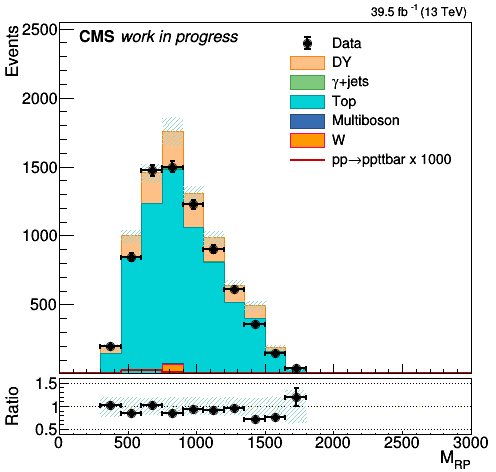 39.5 fb⁻¹ (13 TeV)
CMS work in progress
Events
2500
2000
1500
1000
500
Data
DY
γ+jets
Top
Multiboson
W
pp→ppttbar x 1000
Ratio
1.5
1
0.5
0 500 1000 1500 2000 2500 3000
M_RP